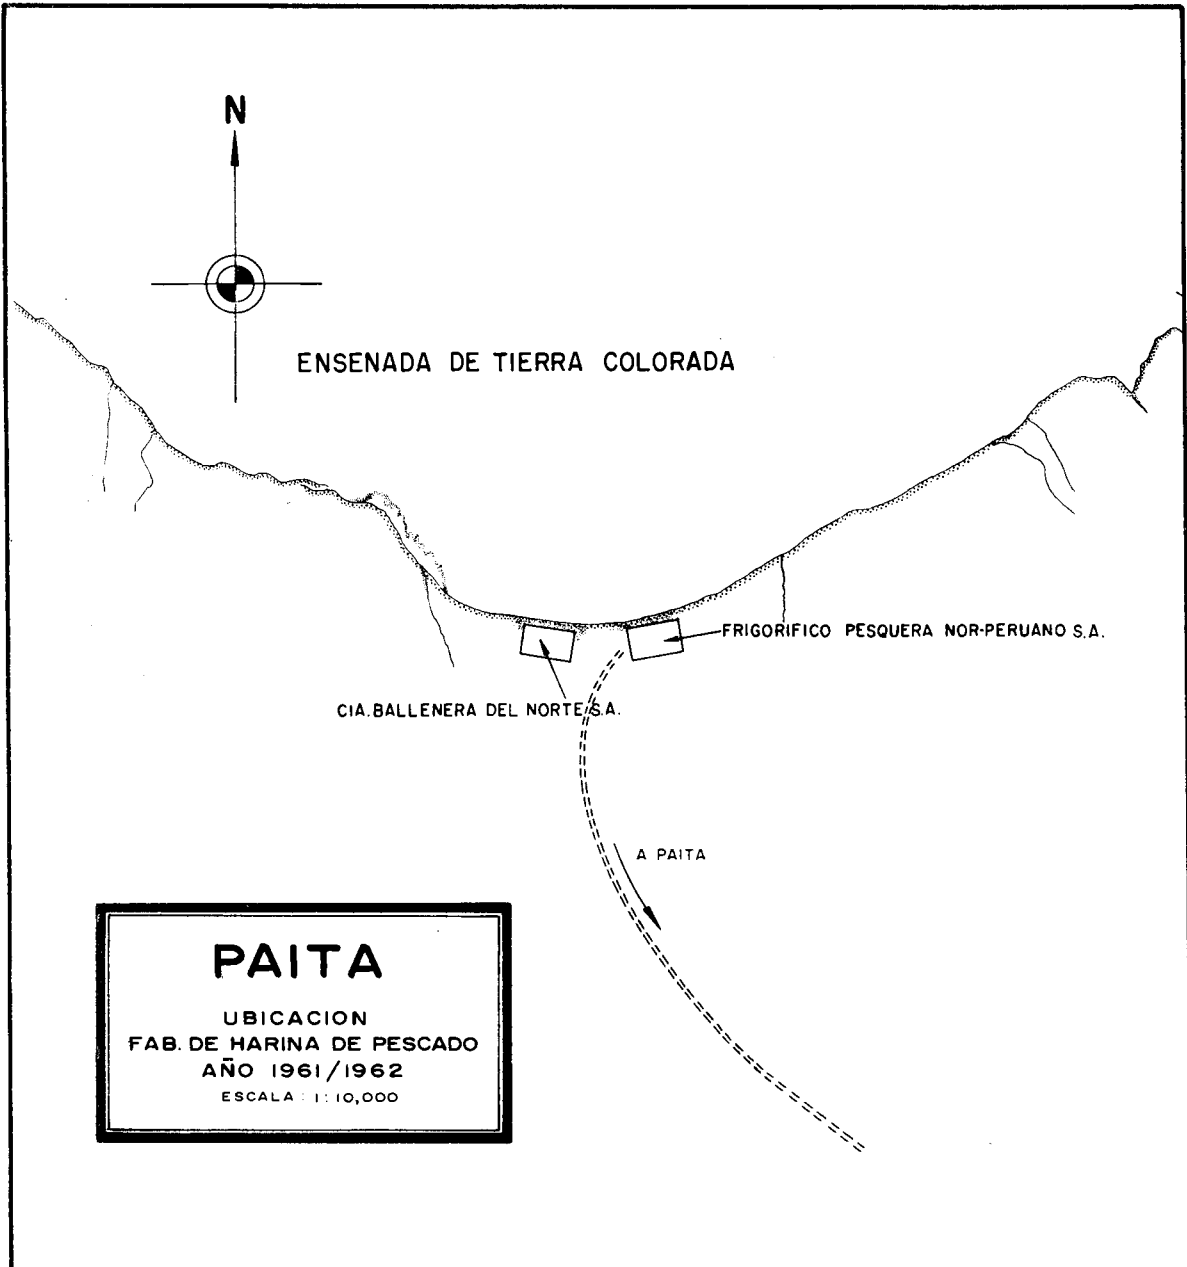 N
ENSENADA DE TIERRA COLORADA
FRIGORIFICO PESQUERA NOR-PERUANO S.A.
CIA. BALLENERA DEL NORTE S.A.
A PAITA
PAITA
UBICACION
FAB. DE HARINA DE PESCADO
AÑO 1961/1962
ESCALA : 1:10,000